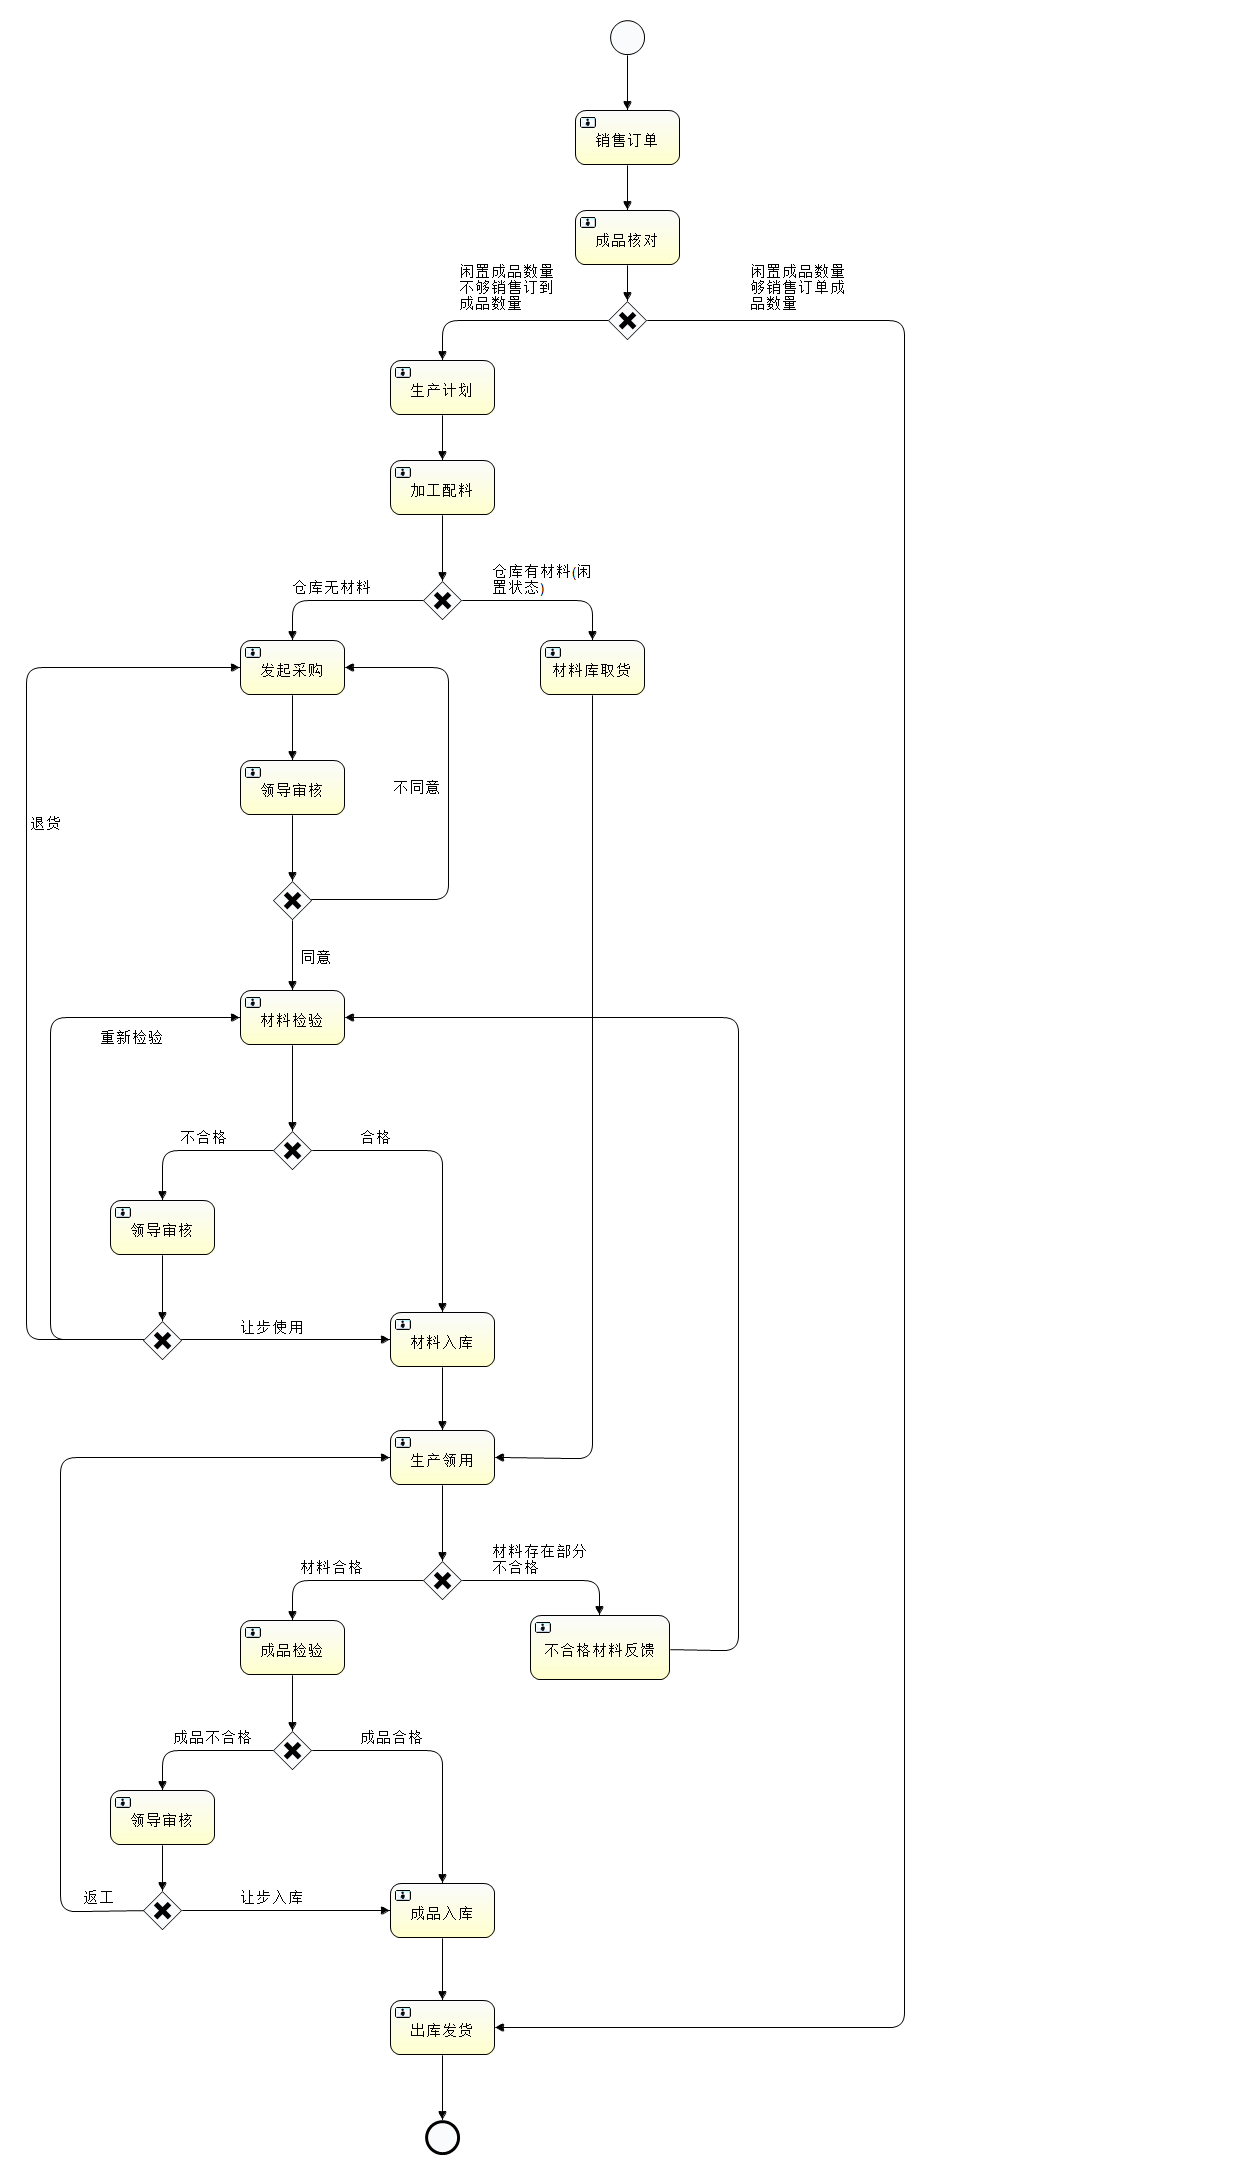 销售订单
成品核对
闲置成品数量
不够销售订到
成品数量
闲置成品数量
够销售订单成
品数量
生产计划
加工配料
仓库无材料
仓库有材料(闲
置状态)
发起采购
材料库取货
领导审核
不同意
退货
同意
材料检验
重新检验
不合格
合格
领导审核
让步使用
材料入库
生产领用
材料合格
材料存在部分
不合格
成品检验
不合格材料反馈
成品不合格
成品合格
领导审核
返工
让步入库
成品入库
出库发货